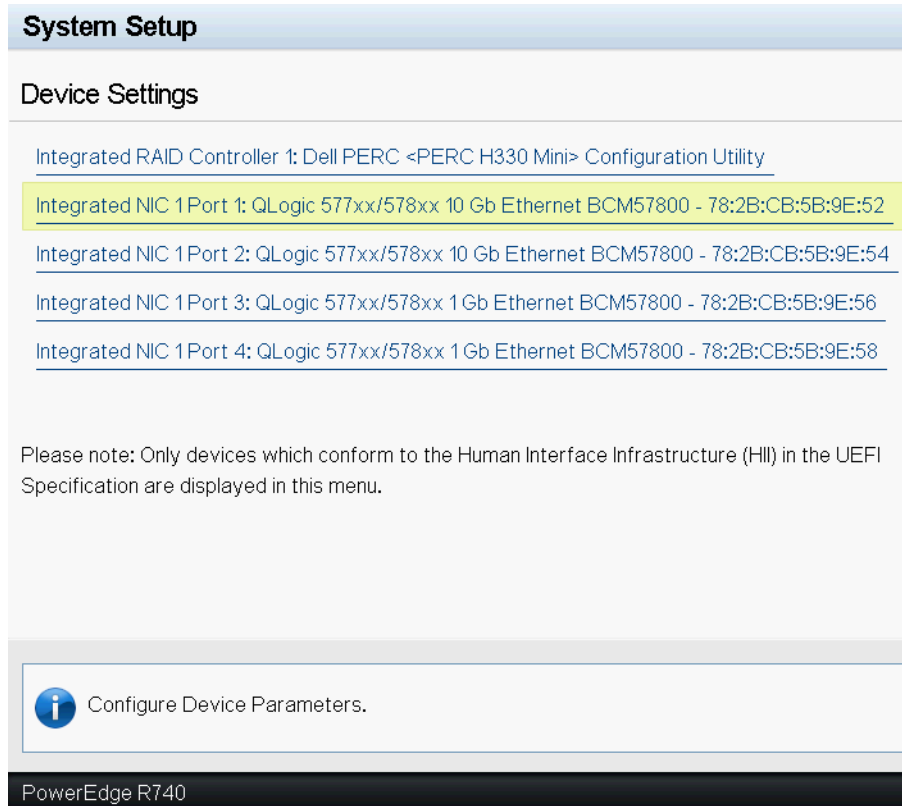 System Setup
Device Settings
Integrated RAID Controller 1: Dell PERC <PERC H330 Mini> Configuration Utility
Integrated NIC 1 Port 1: QLogic 577xx/578xx 10 Gb Ethernet BCM57800 - 78:2B:CB:5B:9E:52
Integrated NIC 1 Port 2: QLogic 577xx/578xx 10 Gb Ethernet BCM57800 - 78:2B:CB:5B:9E:54
Integrated NIC 1 Port 3: QLogic 577xx/578xx 1 Gb Ethernet BCM57800 - 78:2B:CB:5B:9E:56
Integrated NIC 1 Port 4: QLogic 577xx/578xx 1 Gb Ethernet BCM57800 - 78:2B:CB:5B:9E:58
Please note: Only devices which conform to the Human Interface Infrastructure (HII) in the UEFI
Specification are displayed in this menu.
Configure Device Parameters.
PowerEdge R740